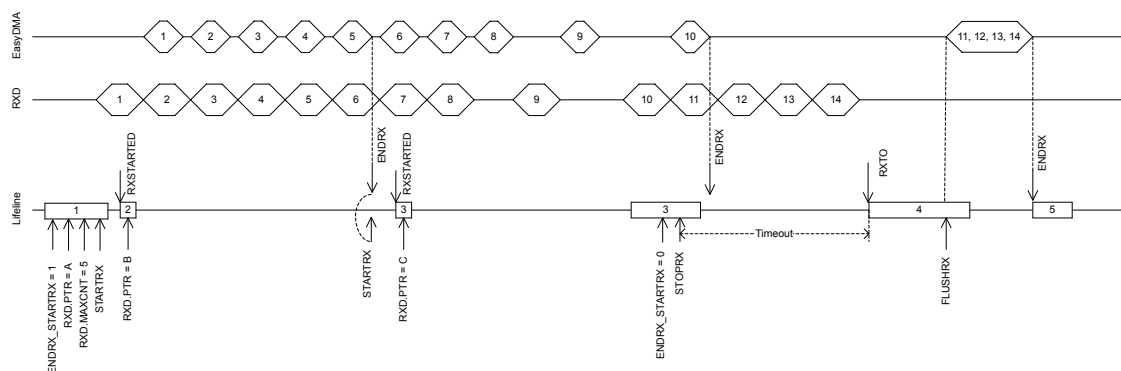 EasyDMA
1 2 3 4 5 6 7 8 9 10 11, 12, 13, 14
RXD
1 2 3 4 5 6 7 8 9 10 11 12 13 14
RXSTARTED
ENDRX
RXSTARTED
ENDRX
RXTO
ENDRX
Lifeline
1 2 3 3 4 5
Timeout
ENDRX_STARTRX = 1
RXD.PTR = A
RXD.MAXCNT = 5
STARTRX
RXD.PTR = B
STARTRX
RXD.PTR = C
ENDRX_STARTRX = 0
STOPRX
FLUSHRX